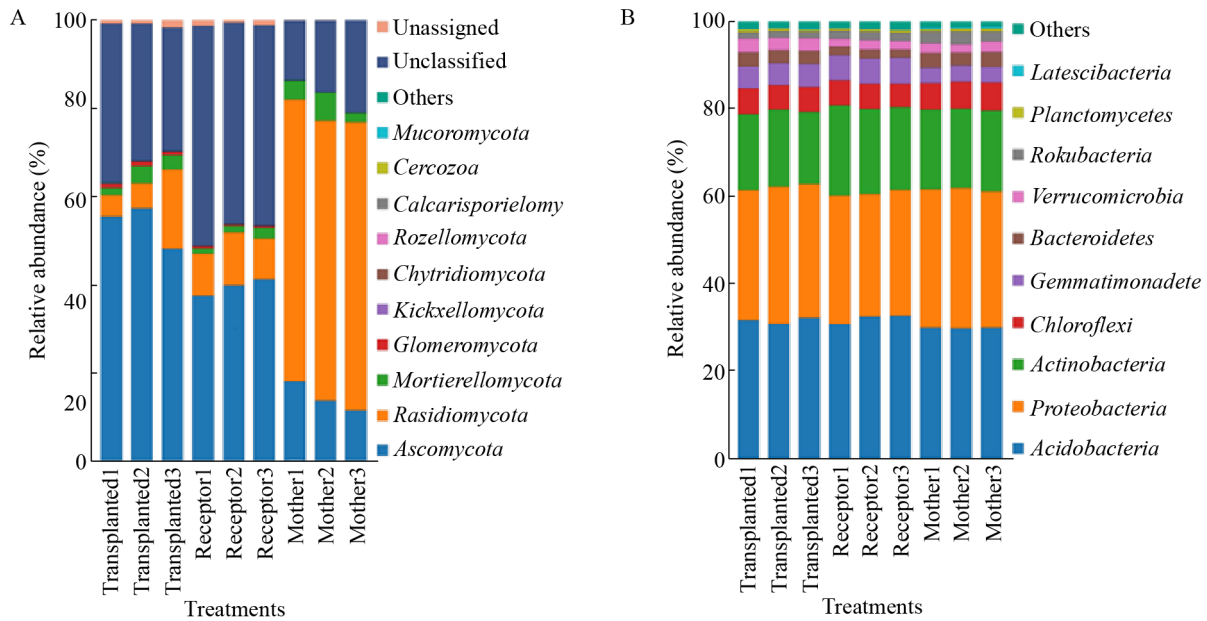 A
Relative abundance (%)
100
80
60
40
20
0
Transplanted1
Transplanted2
Transplanted3
Receptor1
Receptor2
Receptor3
Mother1
Mother2
Mother3
Treatments
Unassigned
Unclassified
Others
Mucoromycota
Cercozoa
Calcarisporielomy
Rozellomycota
Chytridiomycota
Kickxellomycota
Glomeromycota
Mortierellomycota
Rasidiomycota
Ascomycota
B
Relative abundance (%)
100
80
60
40
20
0
Transplanted1
Transplanted2
Transplanted3
Receptor1
Receptor2
Receptor3
Mother1
Mother2
Mother3
Treatments
Others
Latescibacteria
Planctomycetes
Rokubacteria
Verrucomicrobia
Bacteroidetes
Gemmatimonadete
Chloroflexi
Actinobacteria
Proteobacteria
Acidobacteria